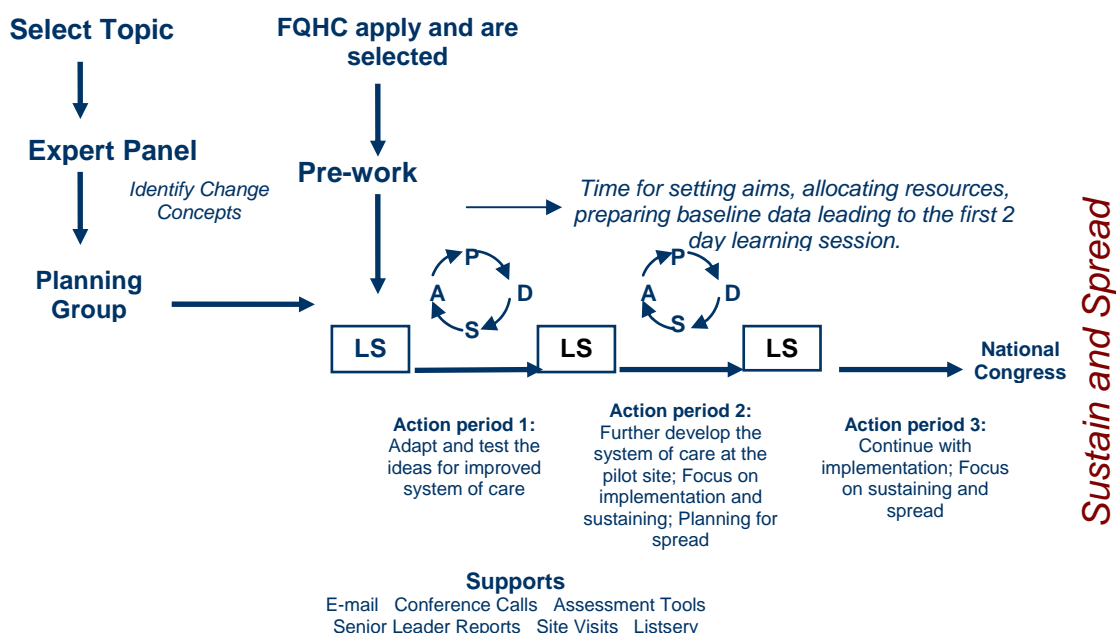 Select Topic
FQHC apply and are
selected
Expert Panel
Identify Change
Concepts
Pre-work
Time for setting aims, allocating resources,
preparing baseline data leading to the first 2
day learning session.
Planning
Group
P
A
D
S
P
A
D
S
LS
LS
LS
National
Congress
Sustain and Spread
Action period 1:
Adapt and test the
ideas for improved
system of care
Action period 2:
Further develop the
system of care at the
pilot site; Focus on
implementation and
sustaining; Planning for
spread
Action period 3:
Continue with
implementation; Focus
on sustaining and
spread
Supports
E-mail Conference Calls Assessment Tools
Senior Leader Reports Site Visits Listserv